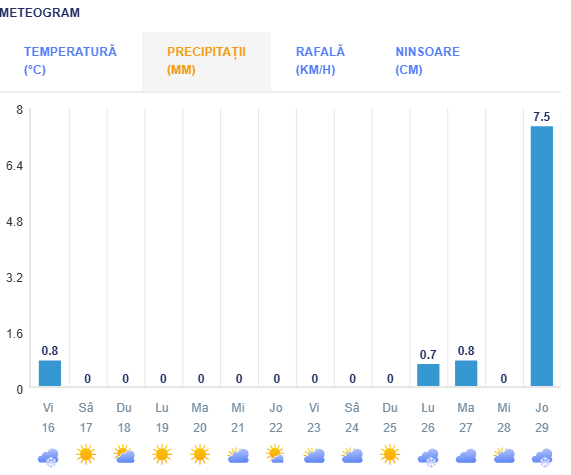 METEOGRAM
TEMPERATURĂ PRECIPITAȚII RAFALĂ NINSOARE
(°C) (MM) (KM/H) (CM)
8
7.5
6.4
4.8
3.2
1.6
0.8 0 0 0 0 0 0 0 0 0 0.7 0.8 0
0
Vi Sâ Du Lu Ma Mi Jo Vi Sâ Du Lu Ma Mi Jo
16 17 18 19 20 21 22 23 24 25 26 27 28 29